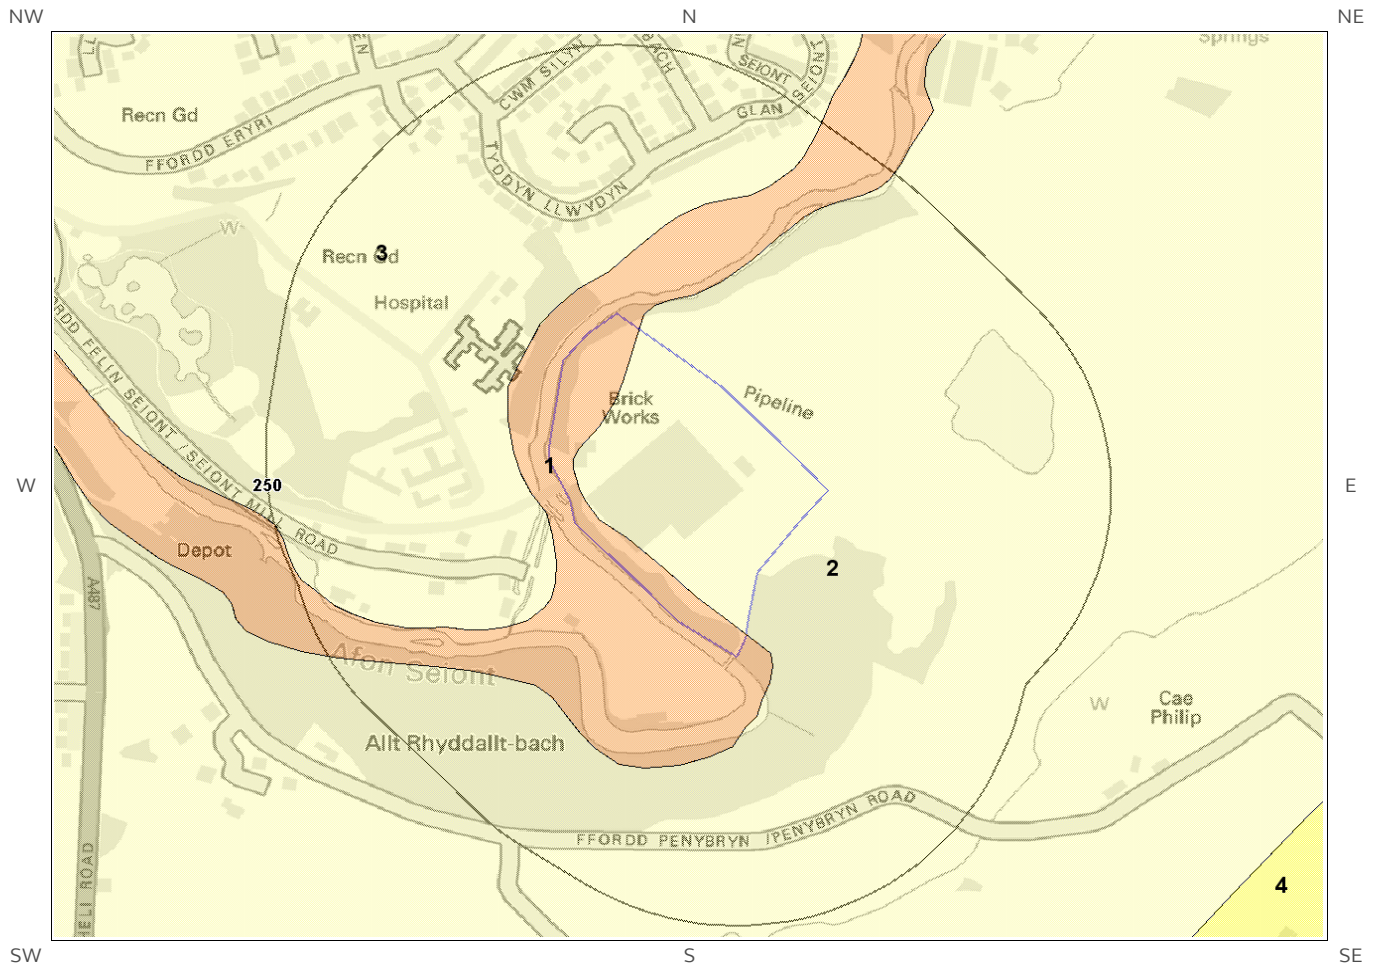 NW
N
NE
Springs
CWM SILYN
BACH
SEIONT
SEIONT
GLAN
Recn Gd
FFORDD ERYRI
TYDDYN LLWYDYN
W
Recn Gd
3
Hospital
Brick
Works
Pipeline
FELIN SEIONT / SEIONT MILL ROAD
1
W
250
E
Depot
2
A487
Afon Seiont
Cae
Philip
W
Allt Rhyddallt-bach
FFORDD PENYBRYN / PENYBRYN ROAD
HELI ROAD
4
SW
S
SE